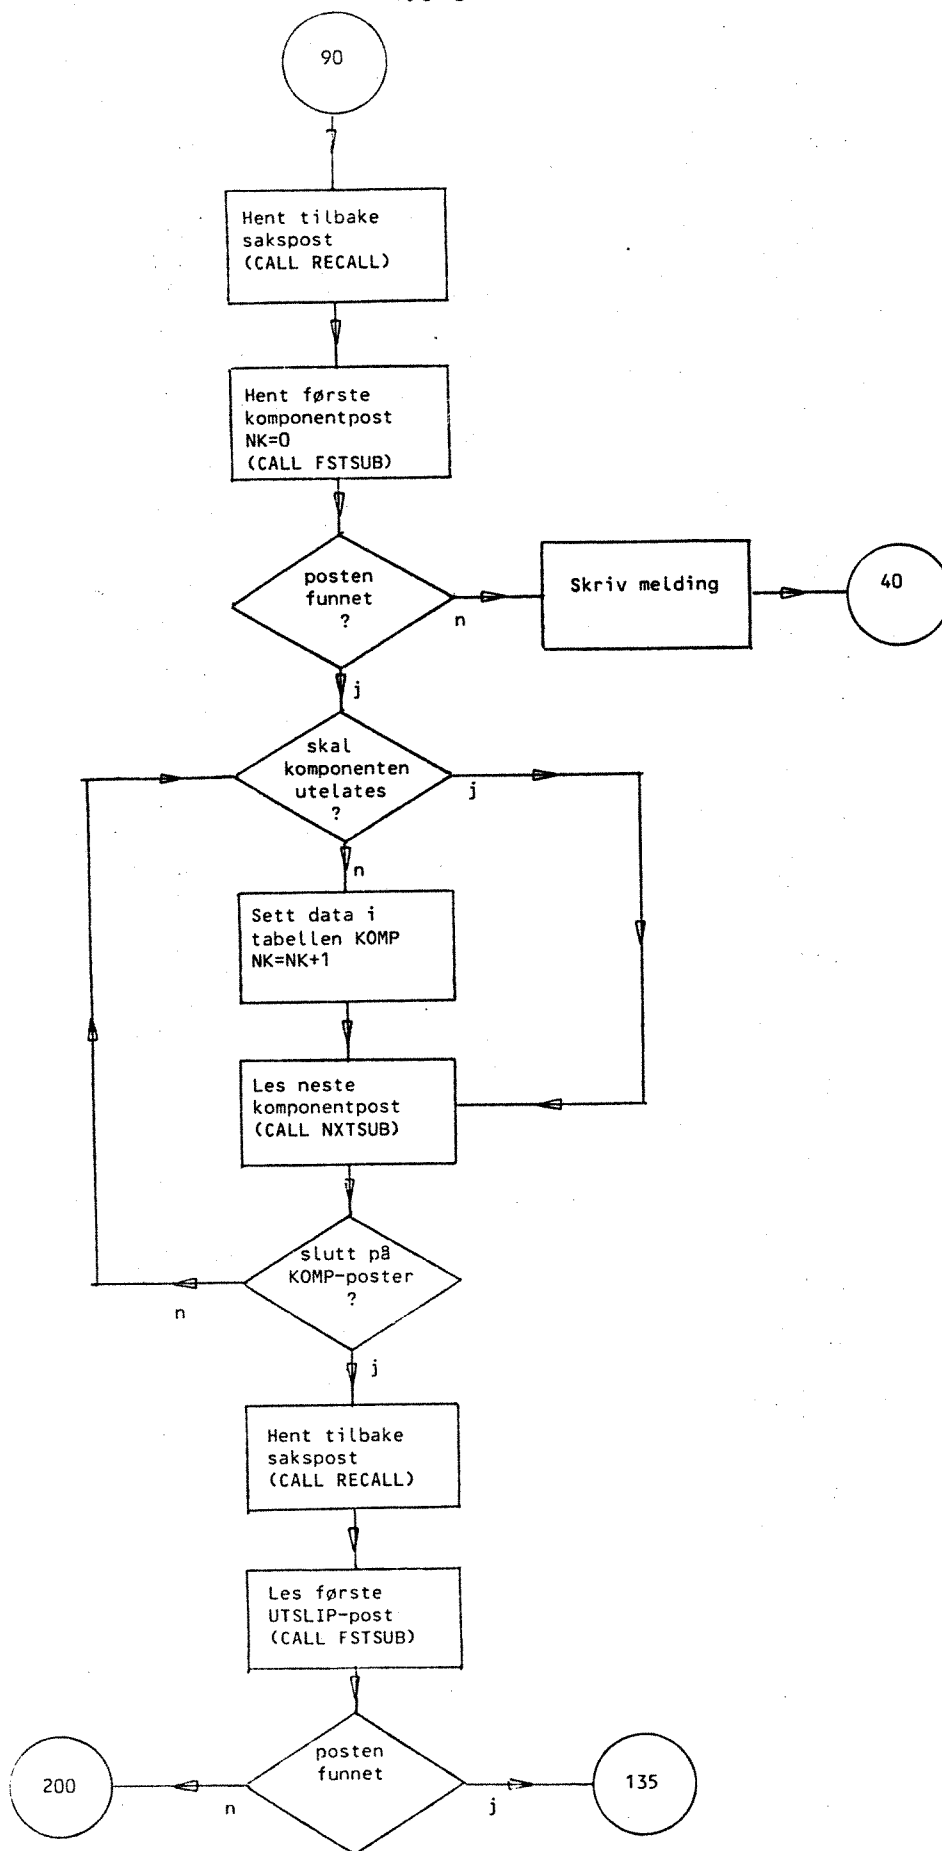 90
Hent tilbake
sakspost
(CALL RECALL)
Hent første
komponentpost
NK=0
(CALL FSTSUB)
posten
funnet
?
n
Skriv melding
40
j
skal
komponenten
utelates
?
j
n
Sett data i
tabellen KOMP
NK=NK+1
Les neste
komponentpost
(CALL NXTSUB)
slutt på
KOMP-poster
?
n
j
Hent tilbake
sakspost
(CALL RECALL)
Les første
UTSLIP-post
(CALL FSTSUB)
posten
funnet
200
n
j
135